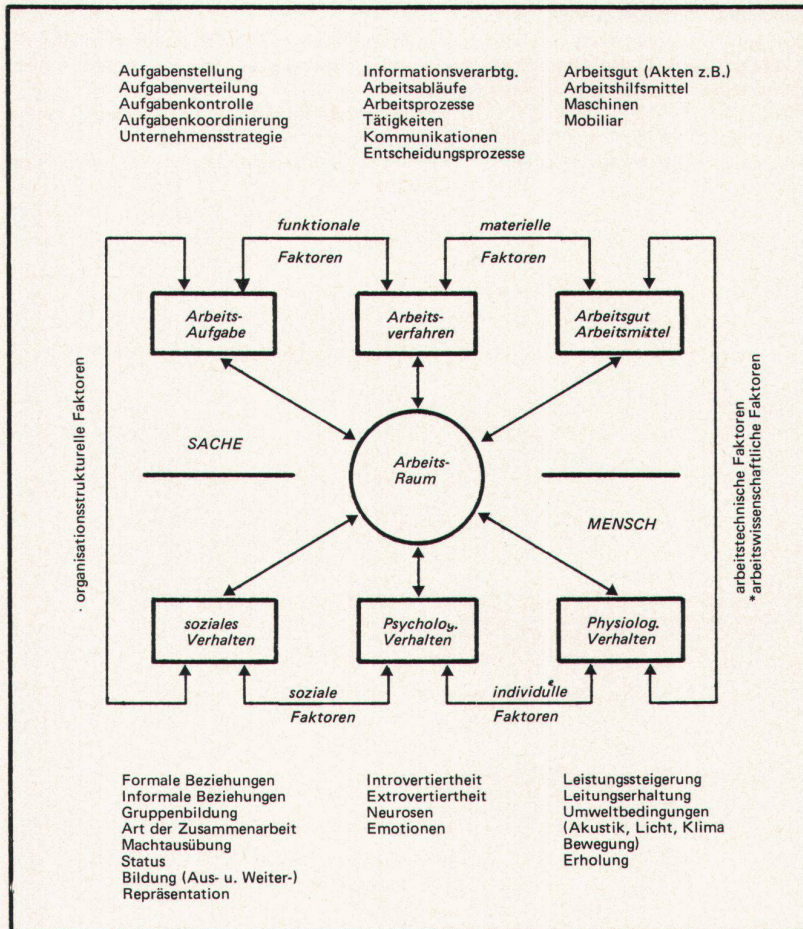 Aufgabenstellung
Aufgabenverteilung
Aufgabenkontrolle
Aufgabenkoordinierung
Unternehmensstrategie
Informationsverarbtg.
Arbeitsabläufe
Arbeitsprozesse
Tätigkeiten
Kommunikationen
Entscheidungsprozesse
Arbeitsgut (Akten z.B.)
Arbeitshilfsmittel
Maschinen
Mobiliar
funktionale
Faktoren
materielle
Faktoren
Arbeits-
Aufgabe
Arbeits-
verfahren
Arbeitsgut
Arbeitsmittel
organisationsstrukturelle Faktoren
SACHE
Arbeits-
Raum
MENSCH
arbeitstechnische Faktoren
*arbeitswissenschaftliche Faktoren
soziales
Verhalten
Psycholog.
Verhalten
Physiolog.
Verhalten
soziale
Faktoren
individuelle
Faktoren
Formale Beziehungen
Informale Beziehungen
Gruppenbildung
Art der Zusammenarbeit
Machtausübung
Status
Bildung (Aus- u. Weiter-)
Repräsentation
Introvertiertheit
Extrovertiertheit
Neurosen
Emotionen
Leistungssteigerung
Leitungserhaltung
Umweltbedingungen
(Akustik, Licht, Klima
Bewegung)
Erholung